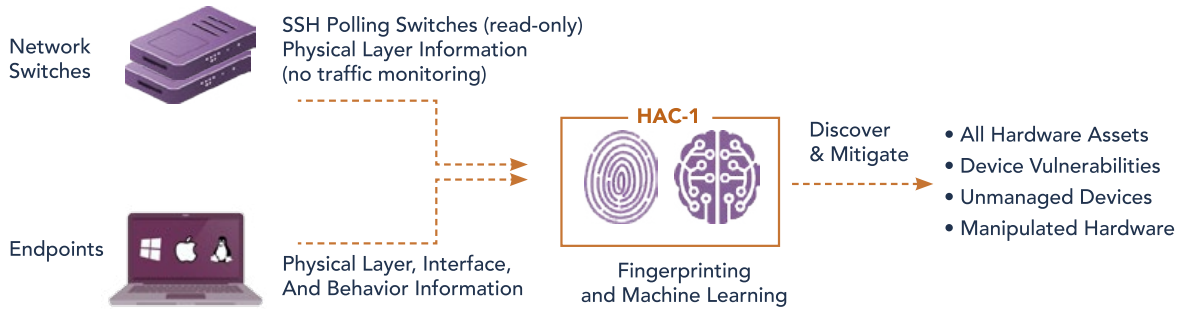 Network
Switches
SSH Polling Switches (read-only)
Physical Layer Information
(no traffic monitoring)
HAC-1
Discover
& Mitigate
• All Hardware Assets
• Device Vulnerabilities
• Unmanaged Devices
• Manipulated Hardware
Endpoints
Physical Layer, Interface,
And Behavior Information
Fingerprinting
and Machine Learning